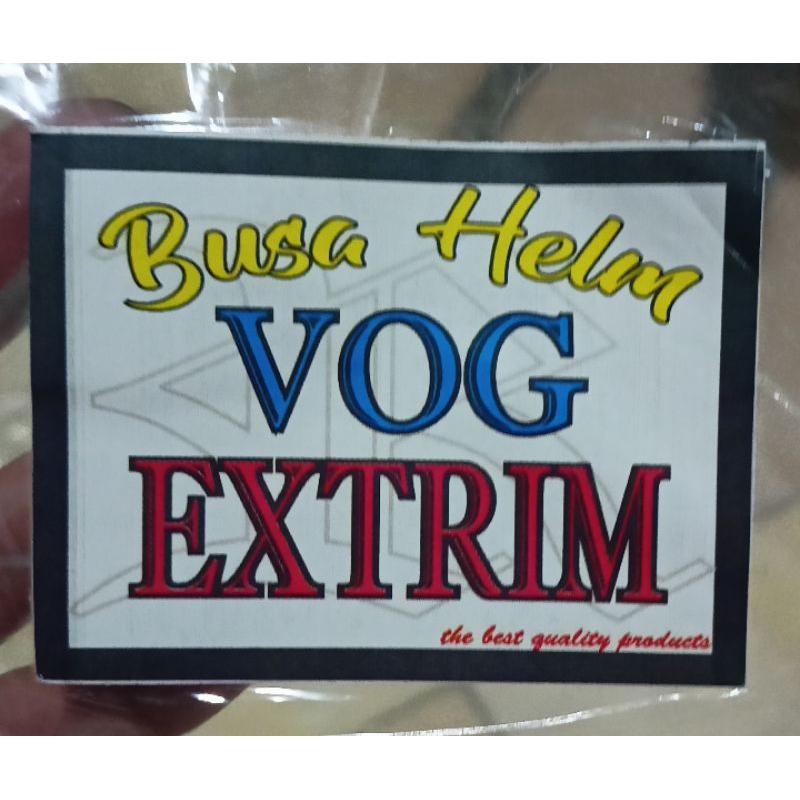 Busa Helm
VOG
EXTRIM
the best quality products